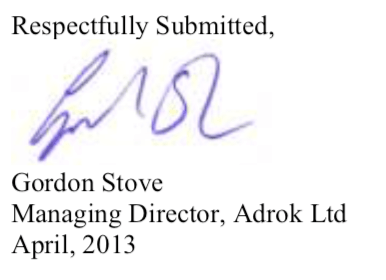 Respectfully Submitted,
Gordon Stove
Managing Director, Adrok Ltd
April, 2013